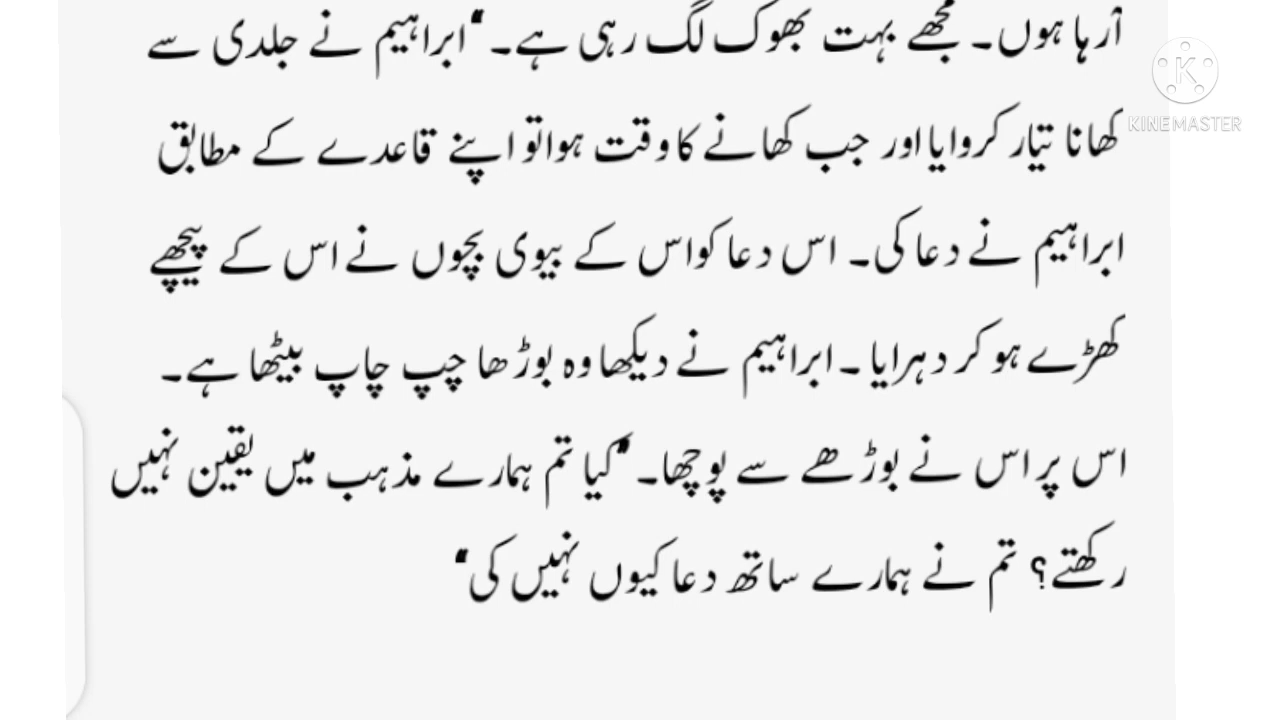 آرہا ہوں۔ مجھے بہت بھوک لگ رہی ہے۔“ ابراہیم نے جلدی سے
کھانا تیار کروایا اور جب کھانے کا وقت ہوا تو اپنے قاعدے کے مطابق
ابراہیم نے دعا کی۔ اس دعا کو اس کے بیوی بچوں نے اس کے پیچھے
کھڑے ہو کر دہرایا۔ ابراہیم نے دیکھا وہ بوڑھا چپ چاپ بیٹھا ہے۔
اس پر اس نے بوڑھے سے پوچھا۔ ”کیا تم ہمارے مذہب میں یقین نہیں
رکھتے؟ تم نے ہمارے ساتھ دعا کیوں نہیں کی“
K
KINEMASTER